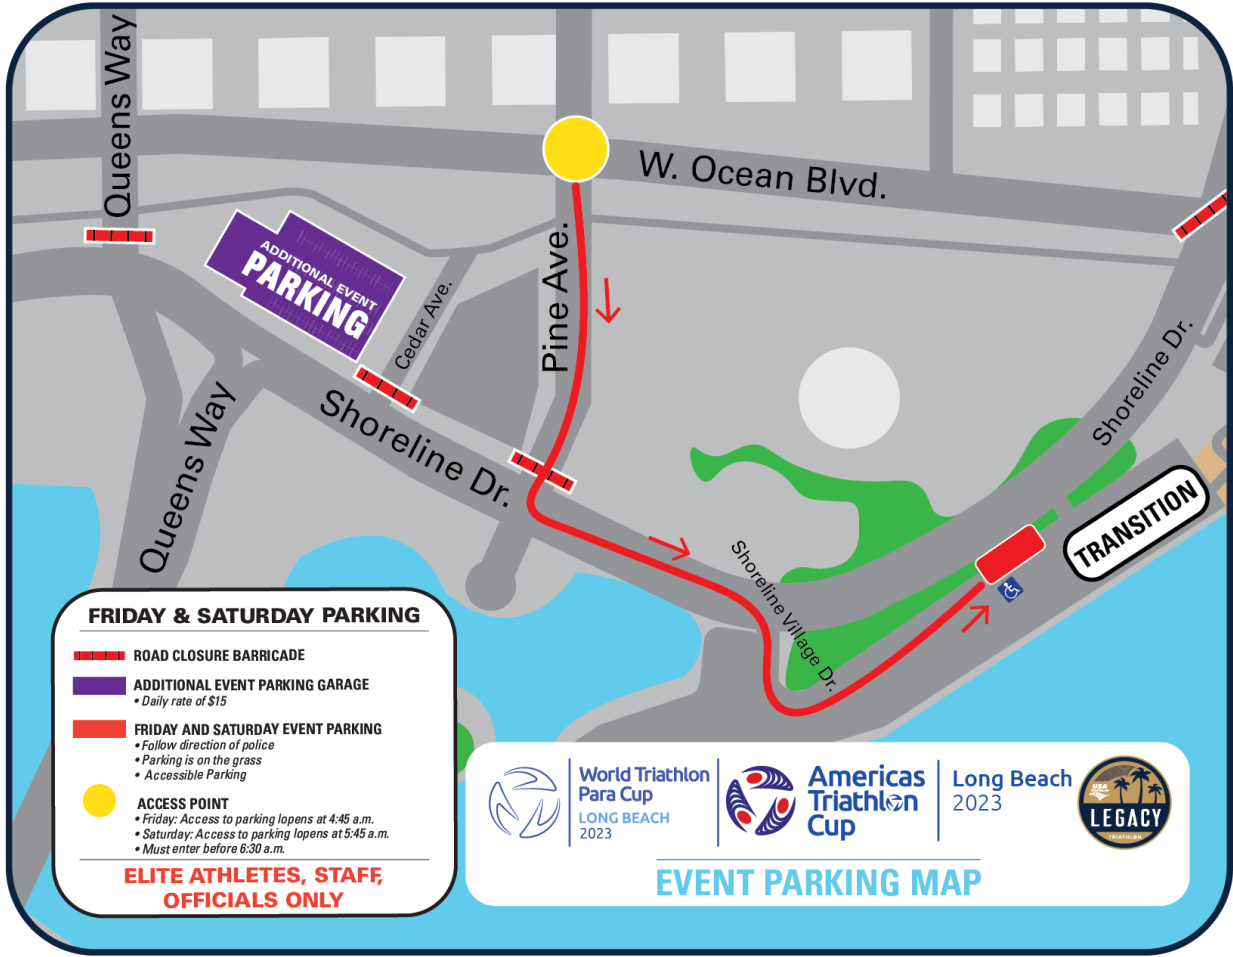 Queens Way
W. Ocean Blvd.
ADDITIONAL EVENT
PARKING
Cedar Ave.
Pine Ave.
Shoreline Dr.
Shoreline Dr.
Queens Way
TRANSITION
Shoreline Village Dr.
FRIDAY & SATURDAY PARKING
ROAD CLOSURE BARRICADE
ADDITIONAL EVENT PARKING GARAGE
• Daily rate of $15
FRIDAY AND SATURDAY EVENT PARKING
• Follow direction of police
• Parking is on the grass
• Accessible Parking
ACCESS POINT
• Friday: Access to parking lopens at 4:45 a.m.
• Saturday: Access to parking lopens at 5:45 a.m.
• Must enter before 6:30 a.m.
ELITE ATHLETES, STAFF,
OFFICIALS ONLY
World Triathlon
Para Cup
LONG BEACH
2023
Americas
Triathlon
Cup
Long Beach
2023
USA
LEGACY
TRIATHLON
EVENT PARKING MAP